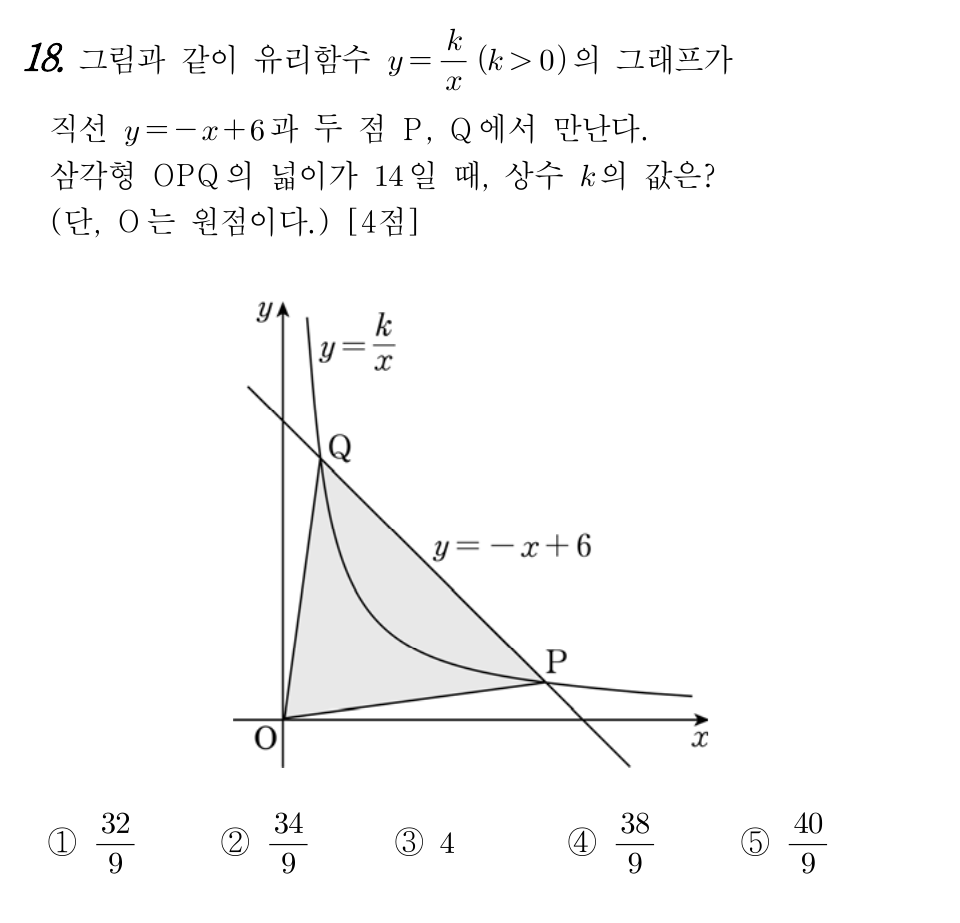 18. 그림과 같이 유리함수 y = k/x (k > 0)의 그래프가
직선 y = −x + 6과 두 점 P, Q에서 만난다.
삼각형 OPQ의 넓이가 14일 때, 상수 k의 값은?
(단, O는 원점이다.) [4점]
y
y = k/x
Q
y = −x + 6
P
O
x
① 32/9 ② 34/9 ③ 4 ④ 38/9 ⑤ 40/9